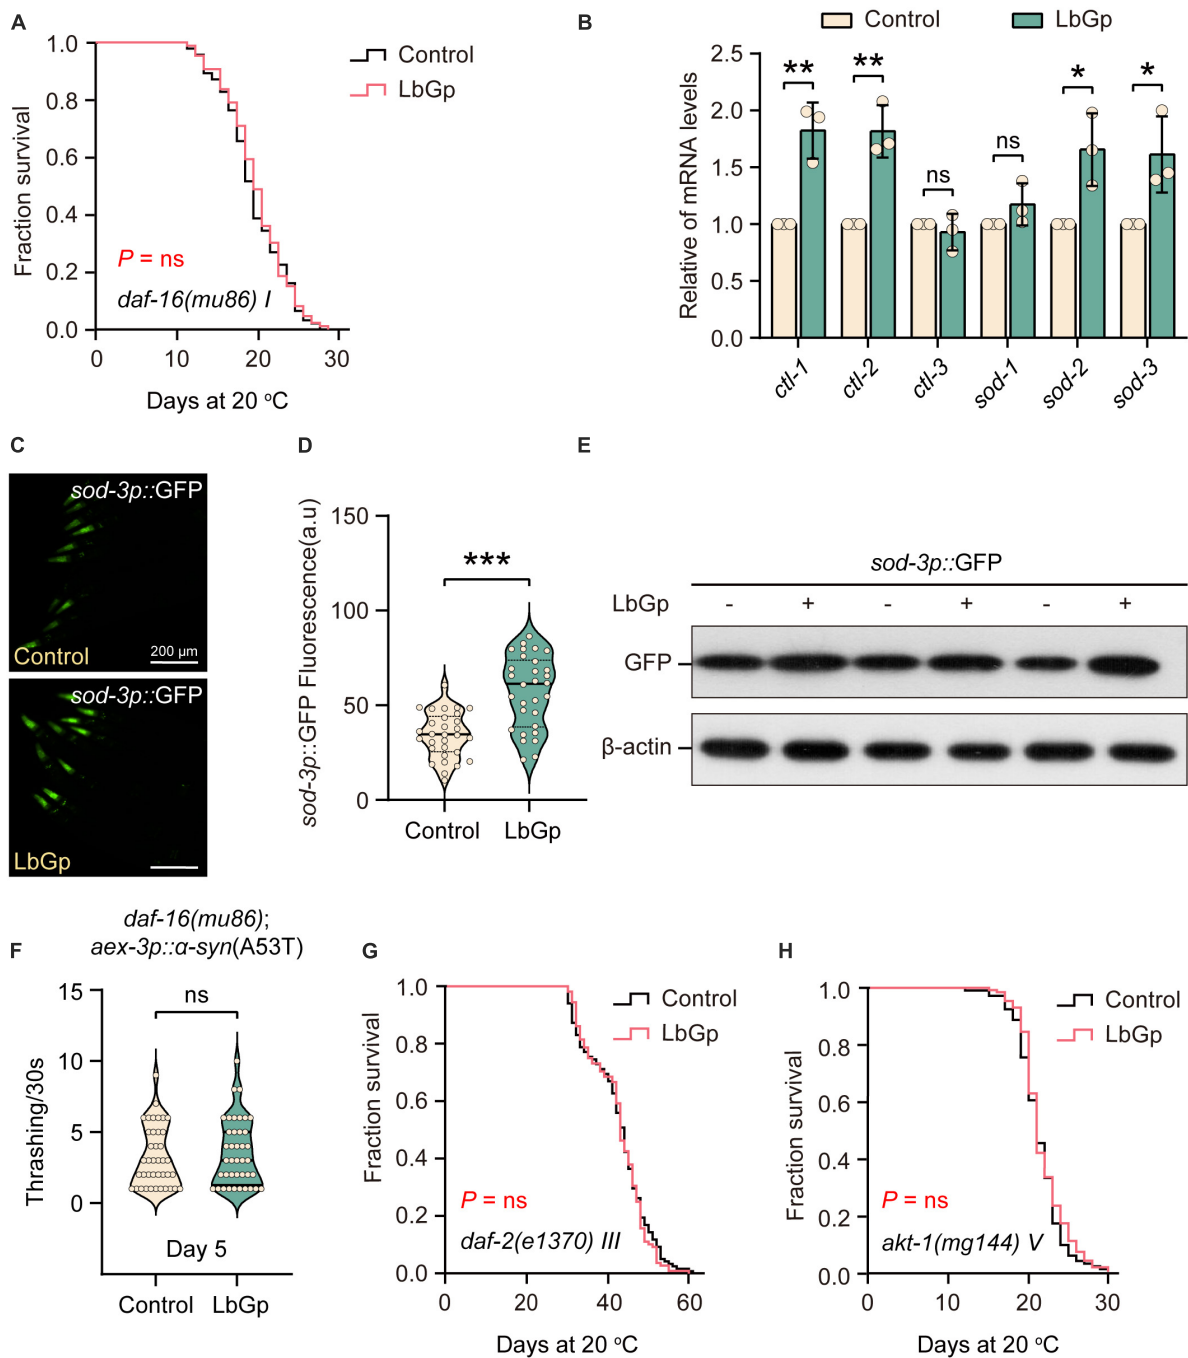 A
1.0
0.8
0.6
0.4
0.2
0.0
Fraction survival
Control
LbGp
P = ns
daf-16(mu86) I
0
10
20
30
Days at 20 °C
B
Control
LbGp
2.5
2.0
1.5
1.0
0.5
0.0
Relative of mRNA levels
**
**
ns
ns
*
*
ctl-1
ctl-2
ctl-3
sod-1
sod-2
sod-3
C
sod-3p::GFP
Control
200 µm
sod-3p::GFP
LbGp
D
150
100
50
0
sod-3p::GFP Fluorescence(a.u)
***
Control
LbGp
E
sod-3p::GFP
LbGp - + - + - +
GFP
β-actin
F
daf-16(mu86);
aex-3p::α-syn(A53T)
15
10
5
0
Thrashing/30s
ns
Day 5
Control
LbGp
G
1.0
0.8
0.6
0.4
0.2
0.0
Fraction survival
Control
LbGp
P = ns
daf-2(e1370) III
0
20
40
60
Days at 20 °C
H
1.0
0.8
0.6
0.4
0.2
0.0
Fraction survival
Control
LbGp
P = ns
akt-1(mg144) V
0
10
20
30
Days at 20 °C